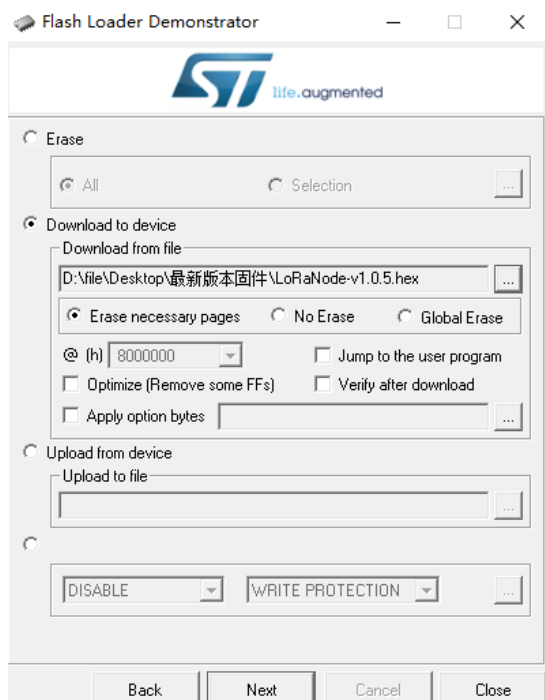 Flash Loader Demonstrator
ST life.augmented
Erase
All Selection ...
Download to device
Download from file
D:\file\Desktop\最新版本固件\LoRaNode-v1.0.5.hex ...
Erase necessary pages No Erase Global Erase
@ (h) 8000000 Jump to the user program
Optimize (Remove some FFs) Verify after download
Apply option bytes ...
Upload from device
Upload to file
...
DISABLE WRITE PROTECTION ...
Back Next Cancel Close